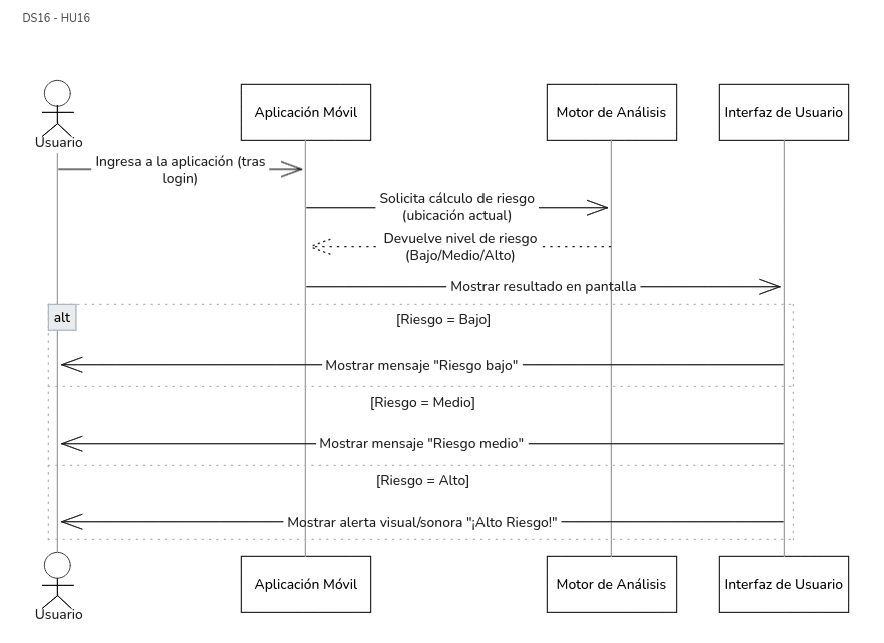 DS16 - HU16
Usuario
Aplicación Móvil
Motor de Análisis
Interfaz de Usuario
Ingresa a la aplicación (tras
login)
Solicita cálculo de riesgo
(ubicación actual)
Devuelve nivel de riesgo
(Bajo/Medio/Alto)
Mostrar resultado en pantalla
alt
[Riesgo = Bajo]
Mostrar mensaje "Riesgo bajo"
[Riesgo = Medio]
Mostrar mensaje "Riesgo medio"
[Riesgo = Alto]
Mostrar alerta visual/sonora "¡Alto Riesgo!"
Usuario
Aplicación Móvil
Motor de Análisis
Interfaz de Usuario